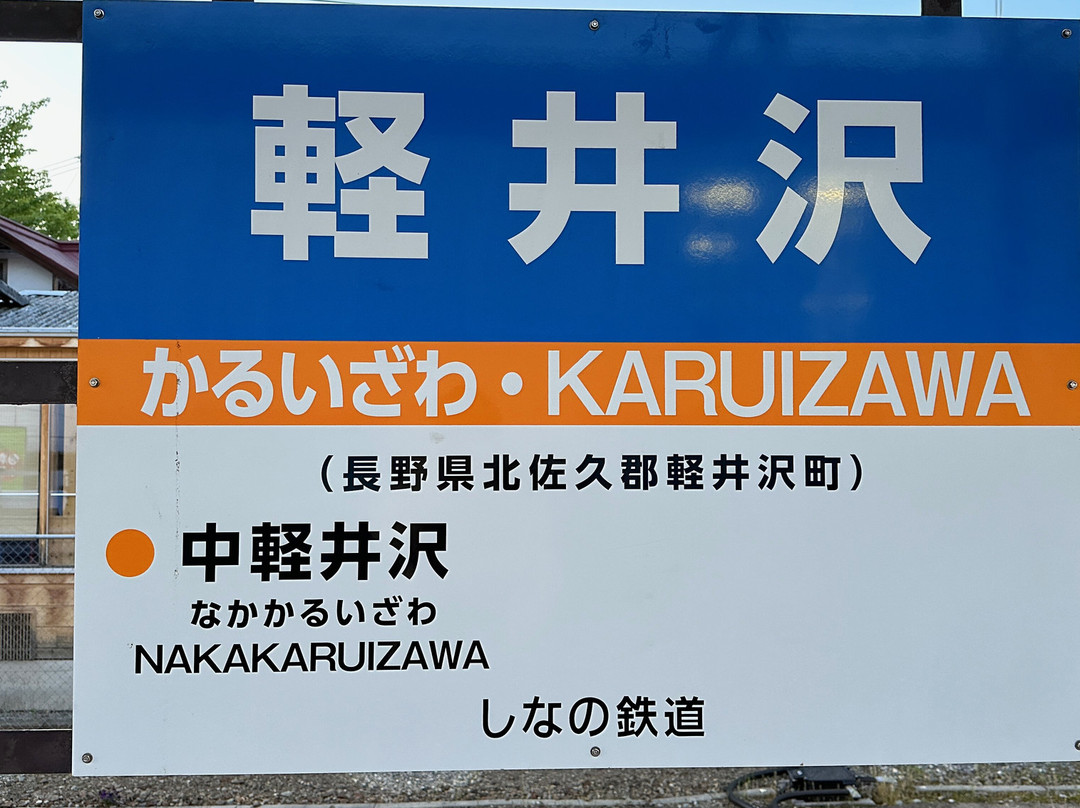 軽井沢
かるいざわ・KARUIZAWA
（長野県北佐久郡軽井沢町）
中軽井沢
なかかるいざわ
NAKAKARUIZAWA
しなの鉄道